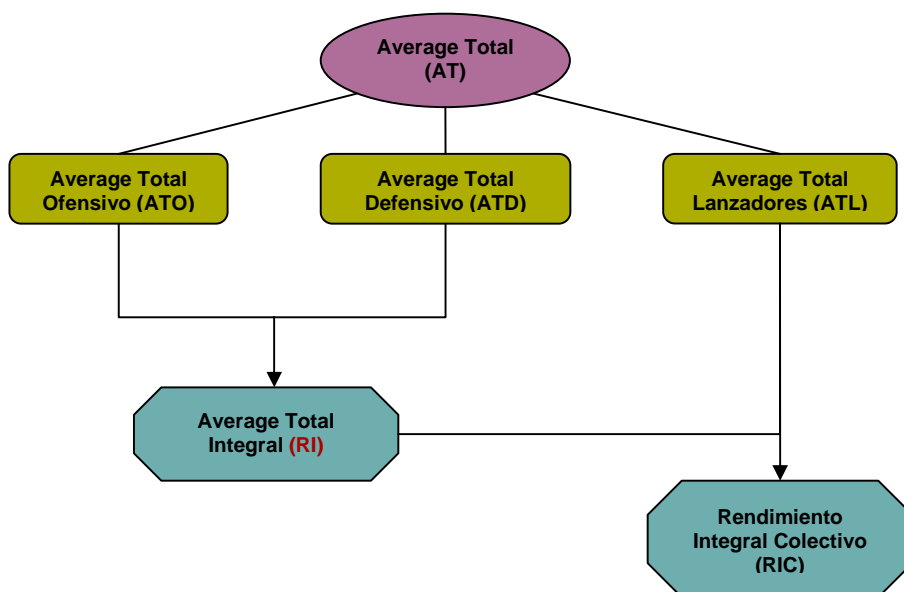 Average Total
(AT)
Average Total
Ofensivo (ATO)
Average Total
Defensivo (ATD)
Average Total
Lanzadores (ATL)
Average Total
Integral (RI)
Rendimiento
Integral Colectivo
(RIC)